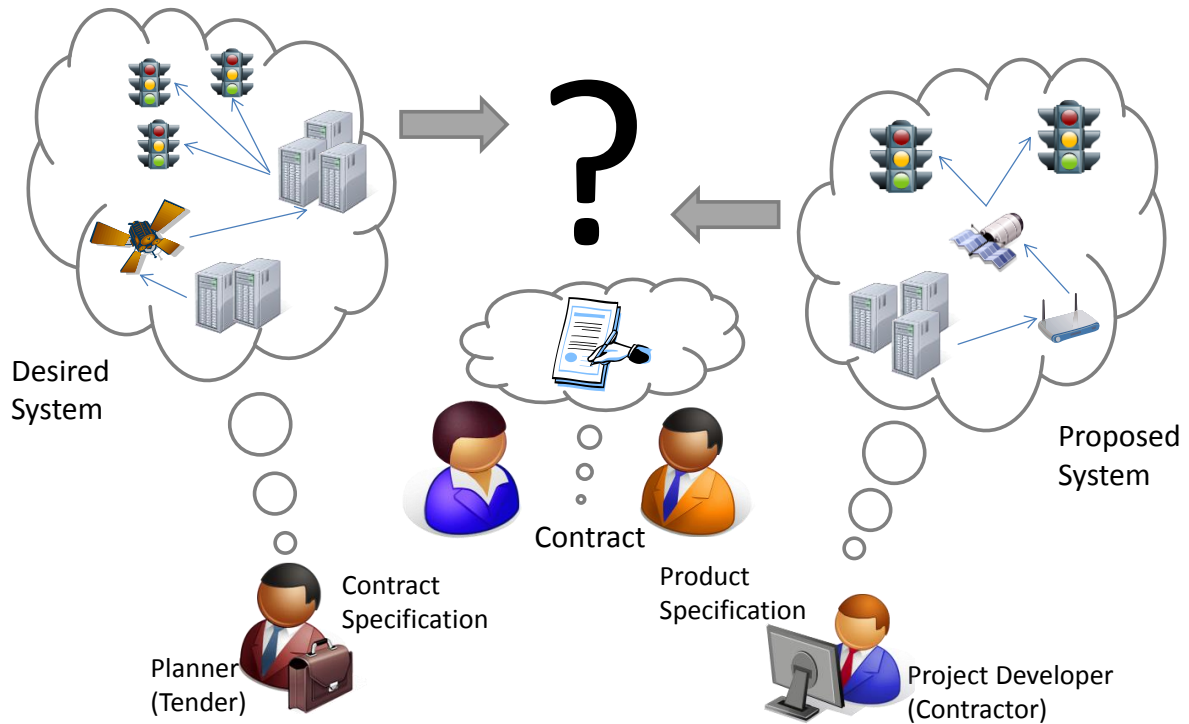 ?
Desired
System
Proposed
System
Contract
Contract
Specification
Product
Specification
Planner
(Tender)
Project Developer
(Contractor)